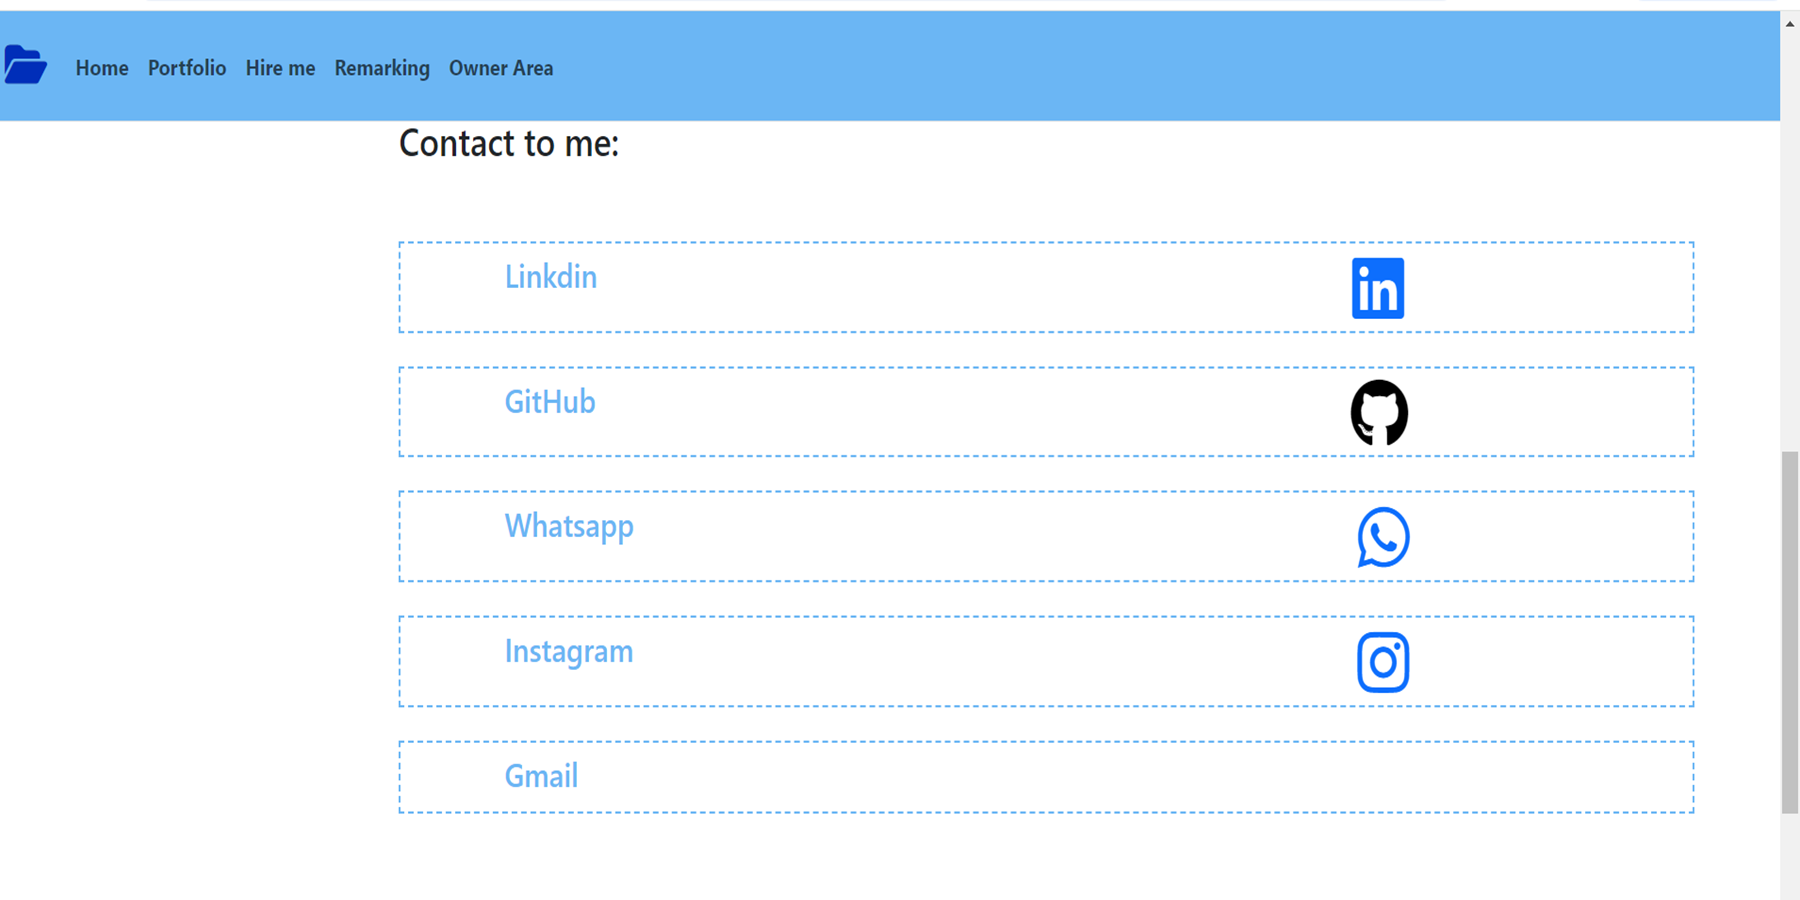 Home Portfolio Hire me Remarking Owner Area
Contact to me:
Linkdin
in
GitHub
Whatsapp
Instagram
Gmail